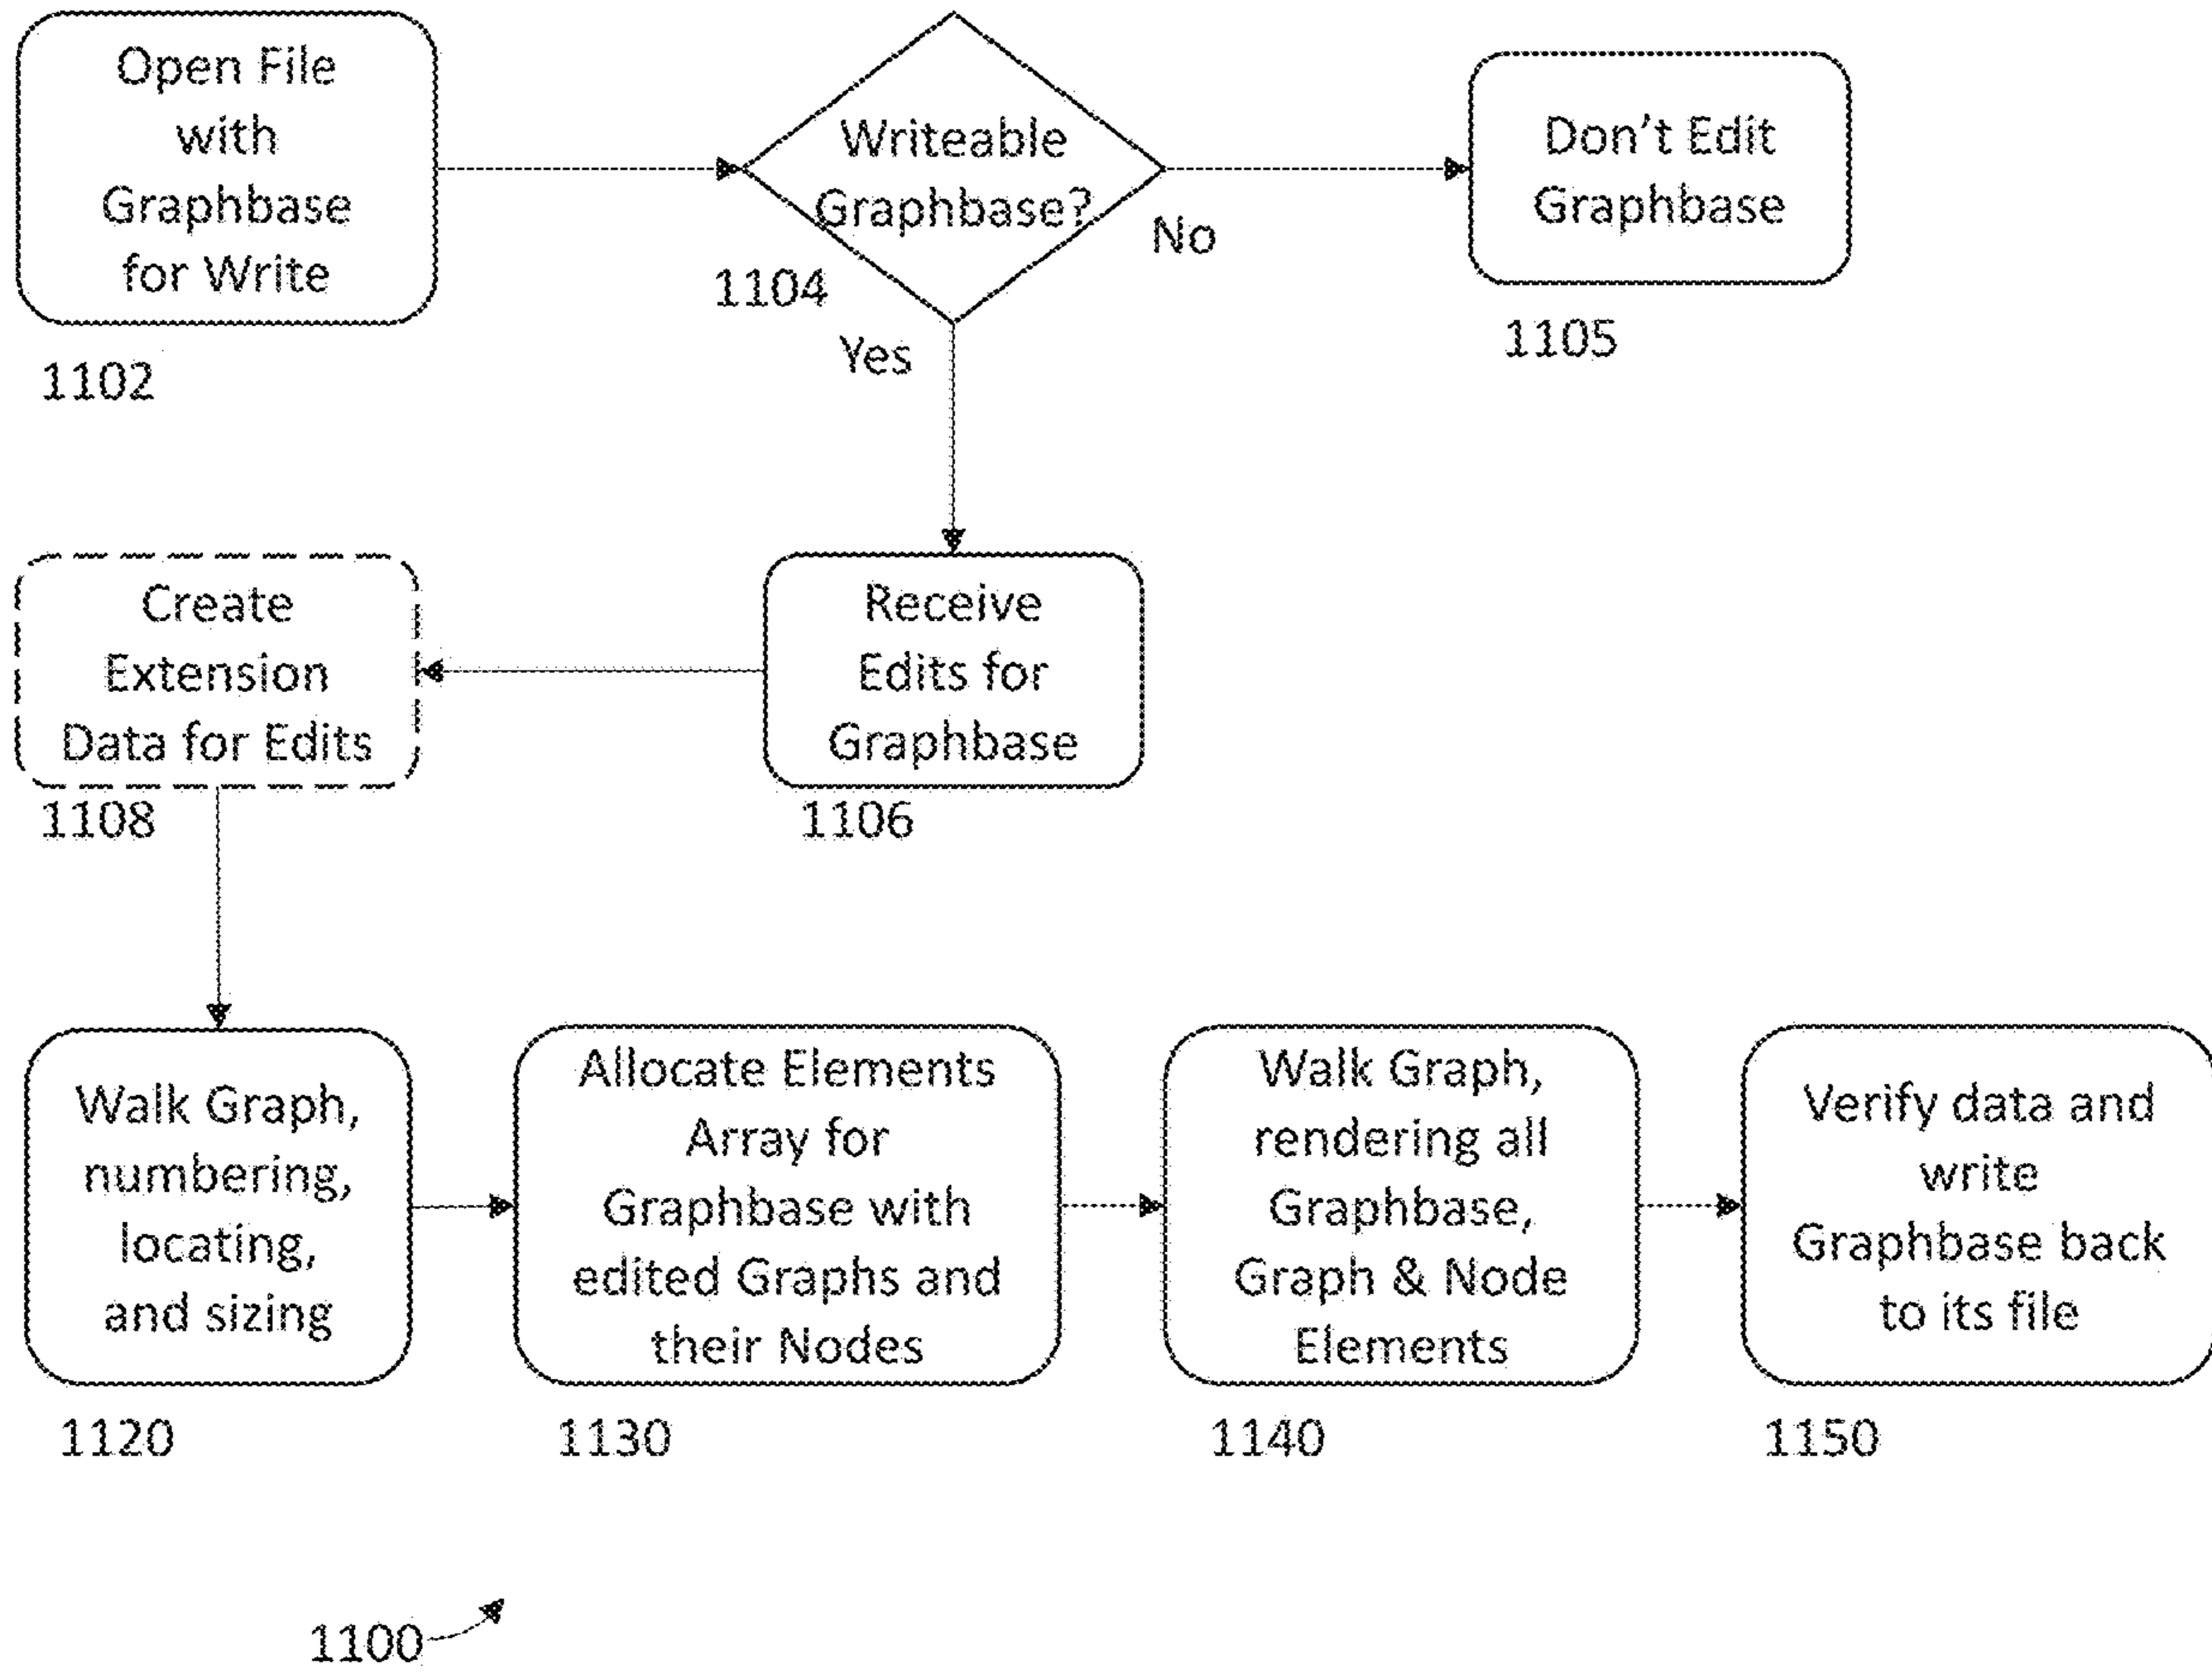 Open File
with
Graphbase
for Write
1102
Writeable
Graphbase?
1104
No
Yes
Don't Edit
Graphbase
1105
Receive
Edits for
Graphbase
1106
Create
Extension
Data for Edits
1108
Walk Graph,
numbering,
locating,
and sizing
1120
Allocate Elements
Array for
Graphbase with
edited Graphs and
their Nodes
1130
Walk Graph,
rendering all
Graphbase,
Graph & Node
Elements
1140
Verify data and
write
Graphbase back
to its file
1150
1100